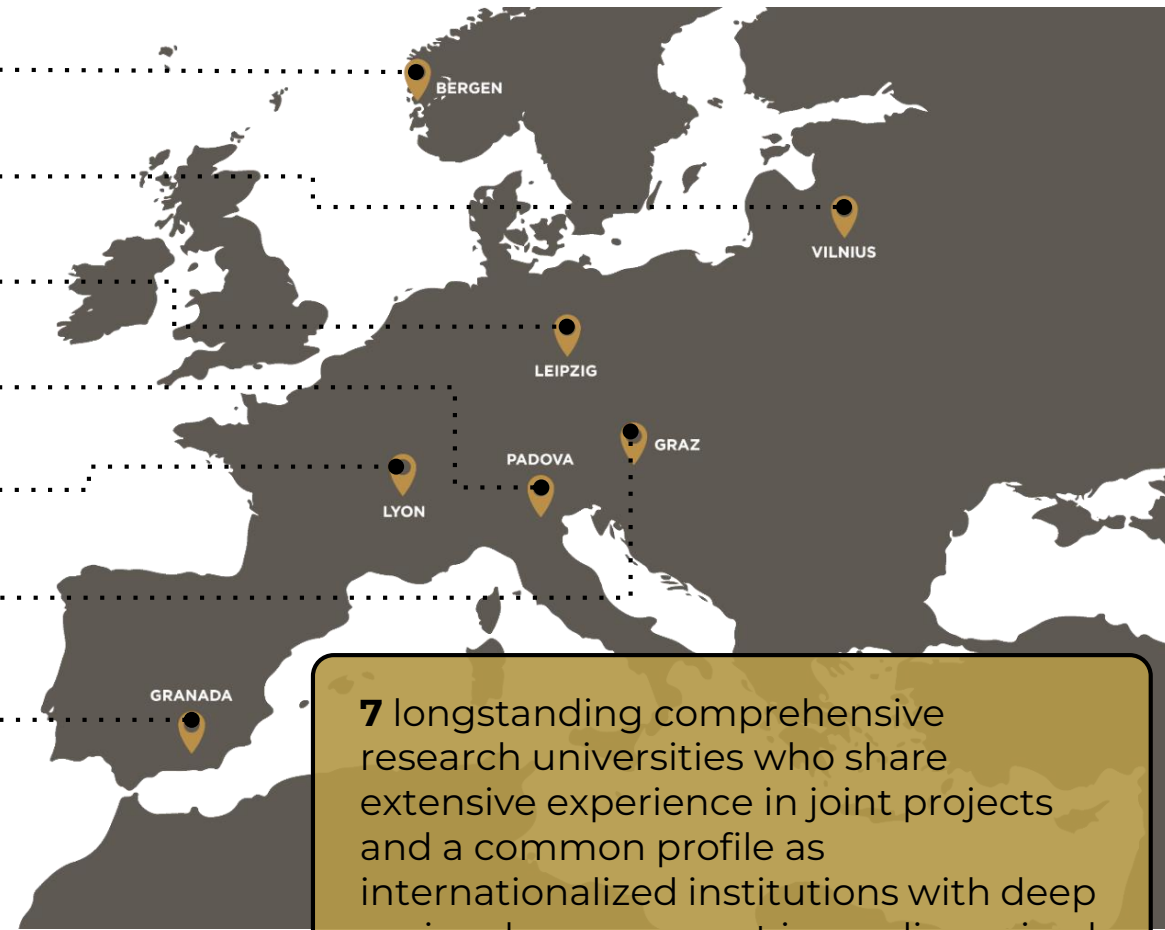 BERGEN
VILNIUS
LEIPZIG
GRAZ
PADOVA
LYON
GRANADA
7 longstanding comprehensive
research universities who share
extensive experience in joint projects
and a common profile as
internationalized institutions with deep